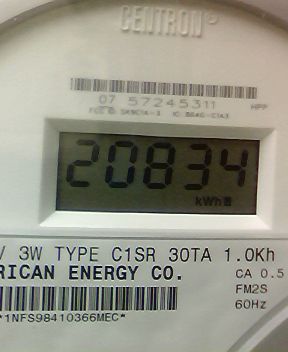 CENTRON®
07 57245311 HPP
20834
kWh
V 3W TYPE C1SR 30TA 1.0Kh
RICAN ENERGY CO. CA 0.5
FM2S
*1NFS98410366MEC* 60Hz